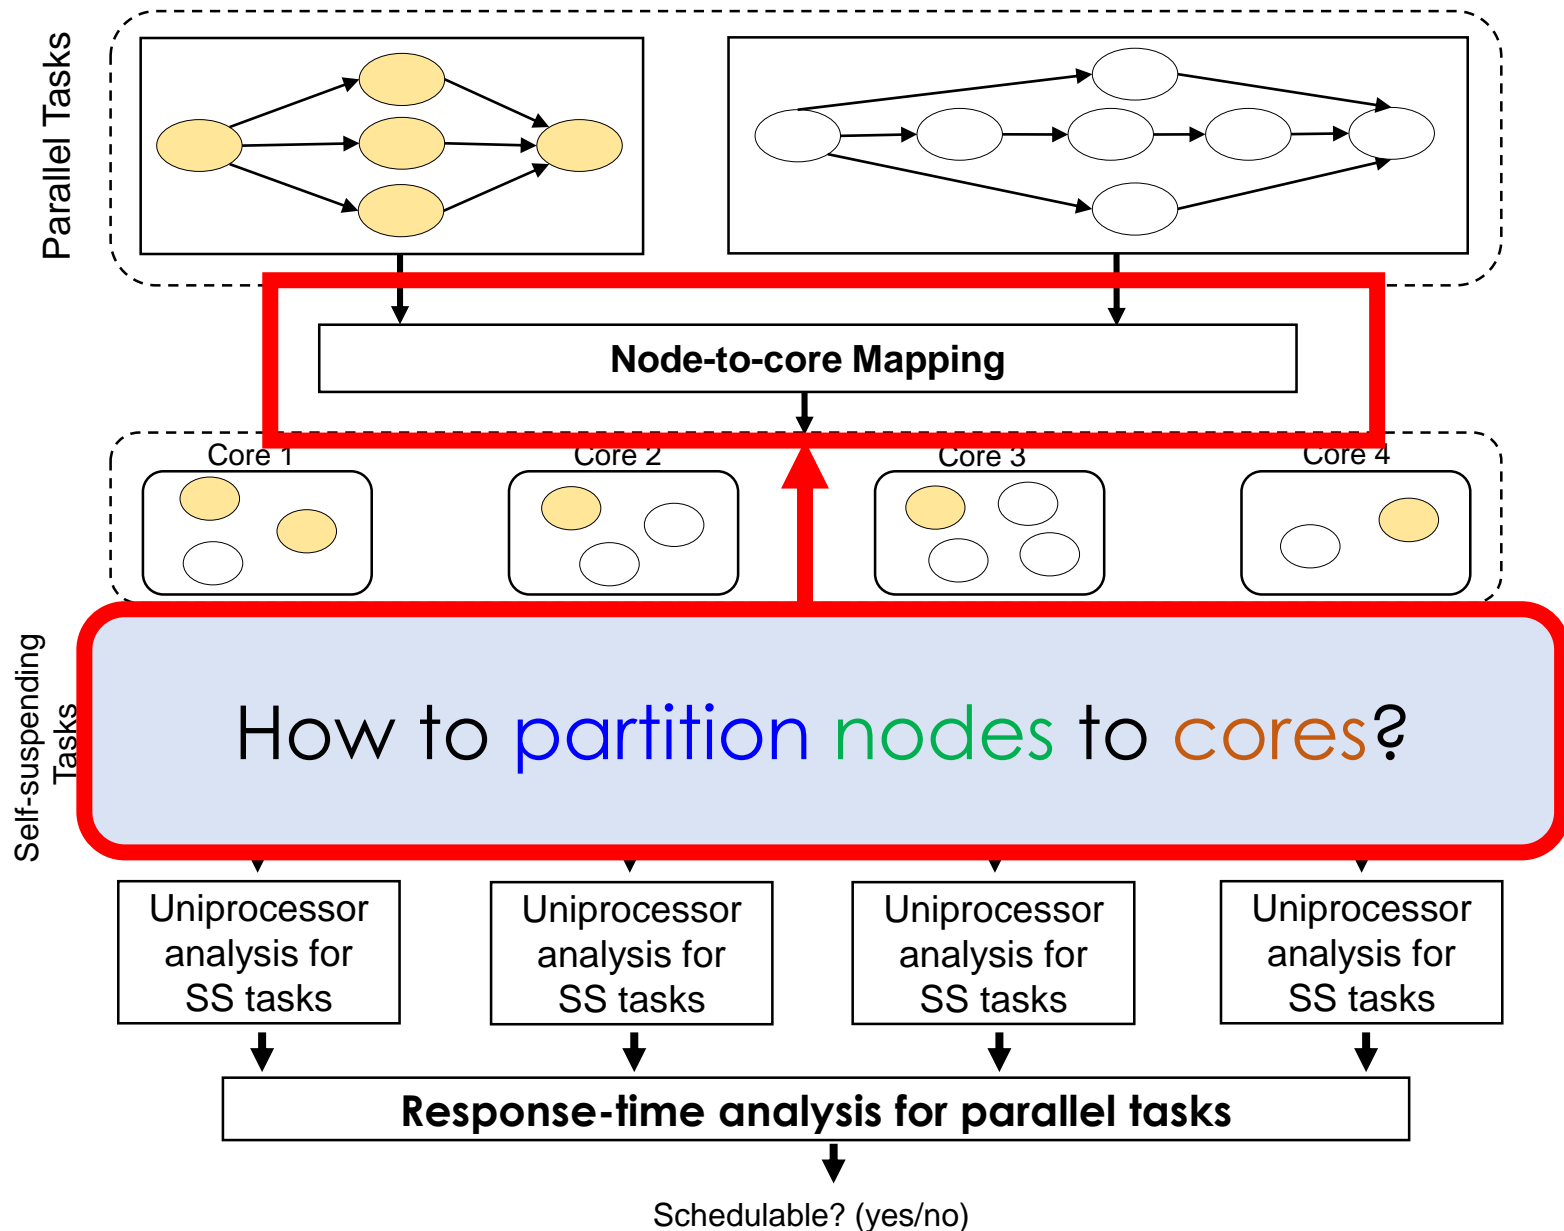 Parallel Tasks
Node-to-core Mapping
Core 1
Core 2
Core 3
Core 4
Self-suspending
Tasks
How to partition nodes to cores?
Uniprocessor
analysis for
SS tasks
Uniprocessor
analysis for
SS tasks
Uniprocessor
analysis for
SS tasks
Uniprocessor
analysis for
SS tasks
Response-time analysis for parallel tasks
Schedulable? (yes/no)